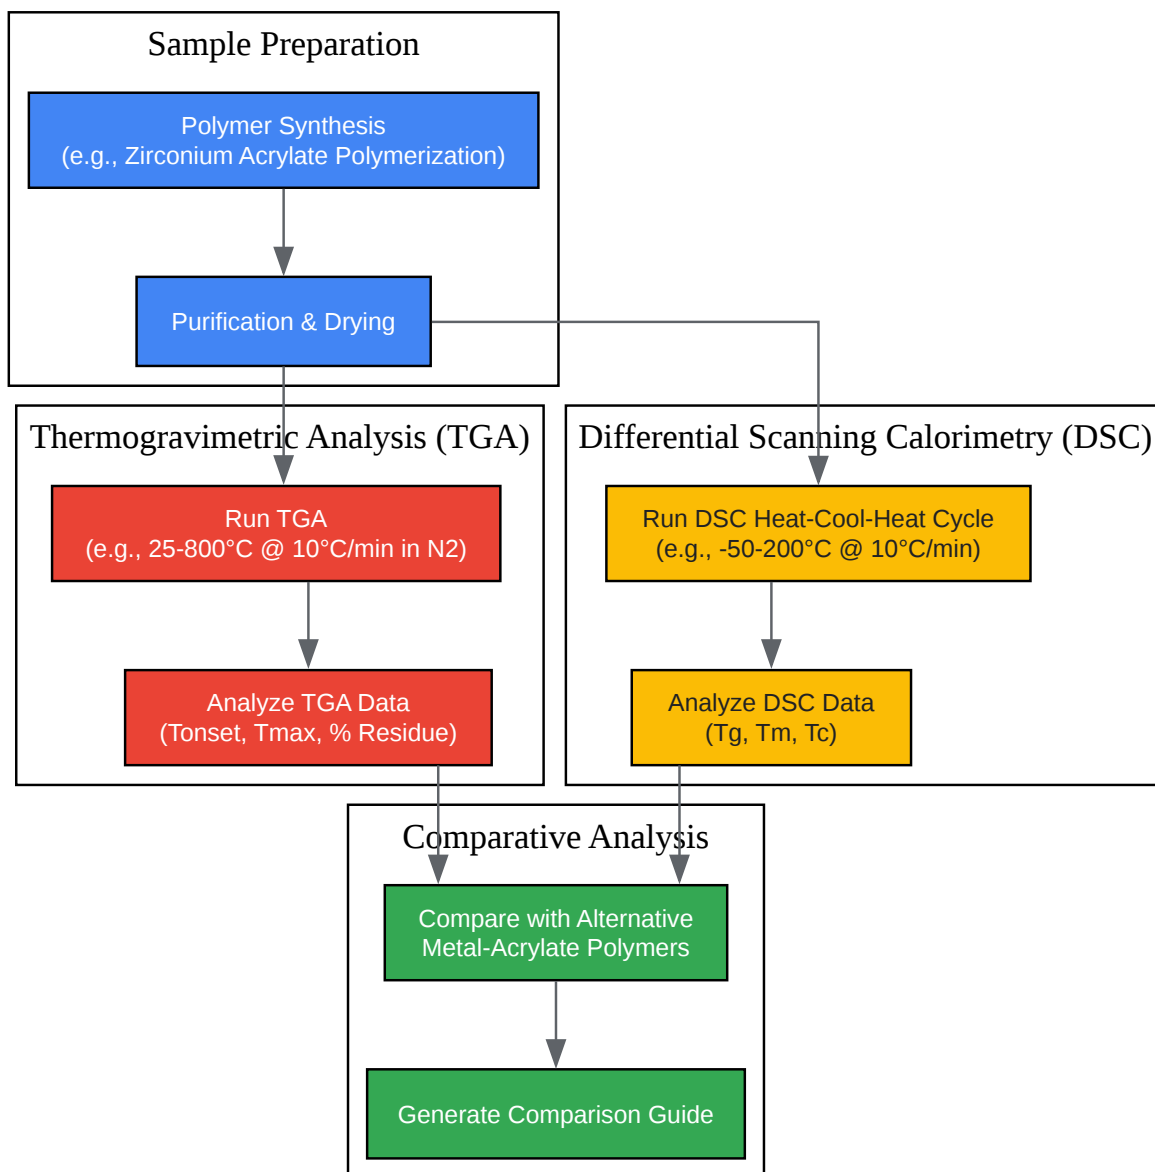 Sample Preparation
Polymer Synthesis
(e.g., Zirconium Acrylate Polymerization)
Purification & Drying
Thermogravimetric Analysis (TGA)
Run TGA
(e.g., 25-800°C @ 10°C/min in N2)
Analyze TGA Data
(Tonset, Tmax, % Residue)
Differential Scanning Calorimetry (DSC)
Run DSC Heat-Cool-Heat Cycle
(e.g., -50-200°C @ 10°C/min)
Analyze DSC Data
(Tg, Tm, Tc)
Comparative Analysis
Compare with Alternative
Metal-Acrylate Polymers
Generate Comparison Guide